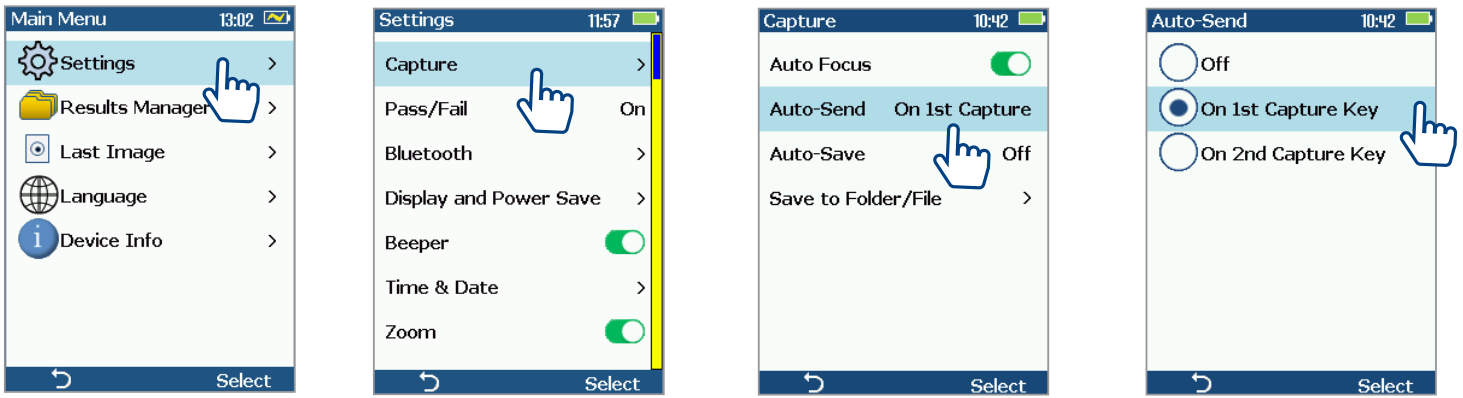 Main Menu 13:02
Settings >
Results Manager >
Last Image >
Language >
i Device Info >
Select
Settings 11:57
Capture >
Pass/Fail On
Bluetooth >
Display and Power Save >
Beeper
Time & Date >
Zoom
Select
Capture 10:42
Auto Focus
Auto-Send On 1st Capture
Auto-Save Off
Save to Folder/File >
Select
Auto-Send 10:42
Off
On 1st Capture Key
On 2nd Capture Key
Select